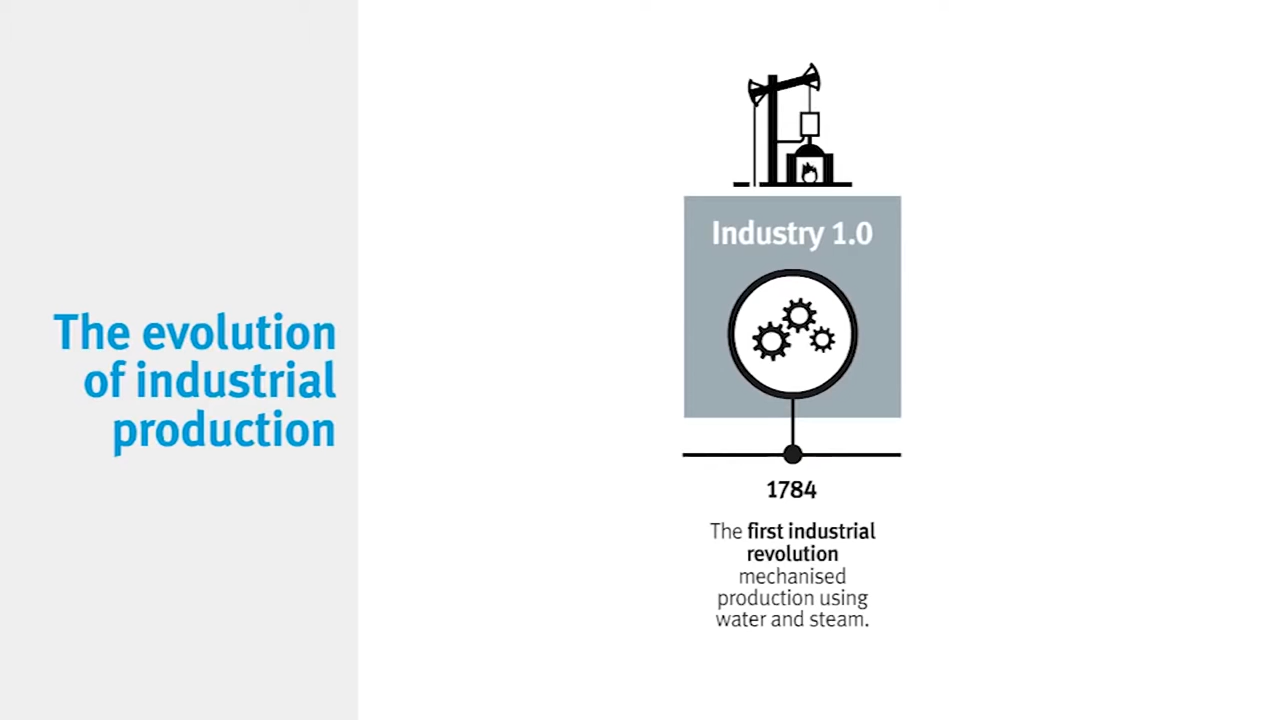 The evolution
of industrial
production
Industry 1.0
1784
The first industrial
revolution
mechanised
production using
water and steam.